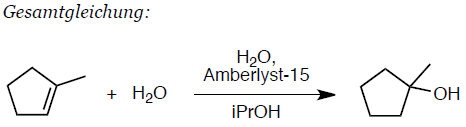 Gesamtgleichung:
H₂O,
Amberlyst-15
+ H₂O
iPrOH
OH